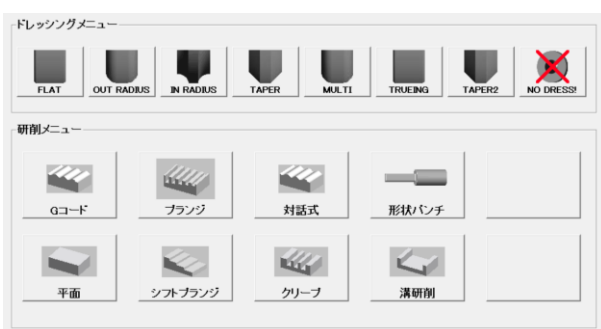 ドレッシングメニュー
FLAT
OUT RADIUS
IN RADIUS
TAPER
MULTI
TRUEING
TAPER2
NO DRESS!
研削メニュー
Gコード
プランジ
対話式
形状パンチ
平面
シフトプランジ
クリープ
溝研削